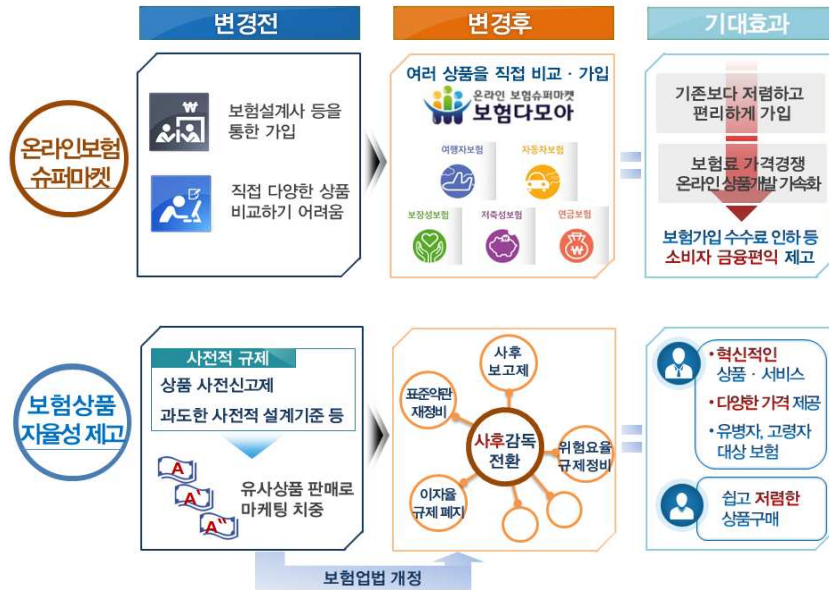 변경전
변경후
기대효과
온라인보험
슈퍼마켓
보험설계사 등을
통한 가입
직접 다양한 상품
비교하기 어려움
여러 상품을 직접 비교 · 가입
온라인 보험슈퍼마켓
보험다모아
여행자보험
자동차보험
보장성보험
저축성보험
연금보험
기존보다 저렴하고
편리하게 가입
보험료 가격경쟁
온라인 상품개발 가속화
보험가입 수수료 인하 등
소비자 금융편익 제고
보험상품
자율성 제고
사전적 규제
상품 사전신고제
과도한 사전적 설계기준 등
A
A'
A"
유사상품 판매로
마케팅 치중
사후
보고제
표준약관
재정비
사후감독
전환
위험요율
규제정비
이자율
규제 폐지
• 혁신적인
상품 · 서비스
• 다양한 가격 제공
• 유병자, 고령자
대상 보험
쉽고 저렴한
상품구매
보험업법 개정